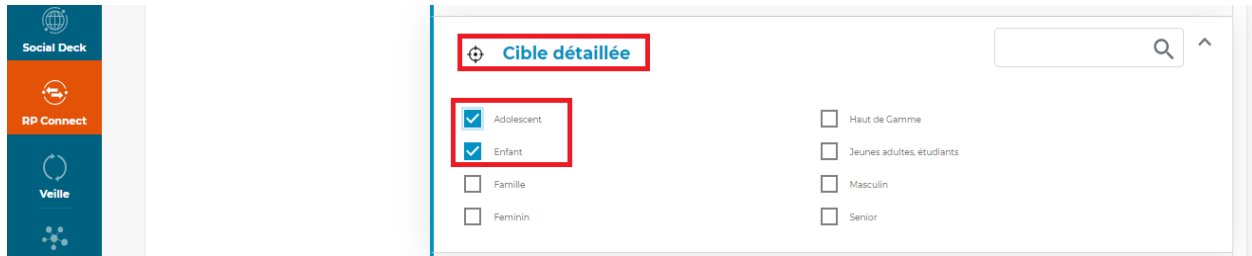 Social Deck
RP Connect
Veille
Cible détaillée
Adolescent
Enfant
Famille
Feminin
Haut de Gamme
Jeunes adultes, étudiants
Masculin
Senior